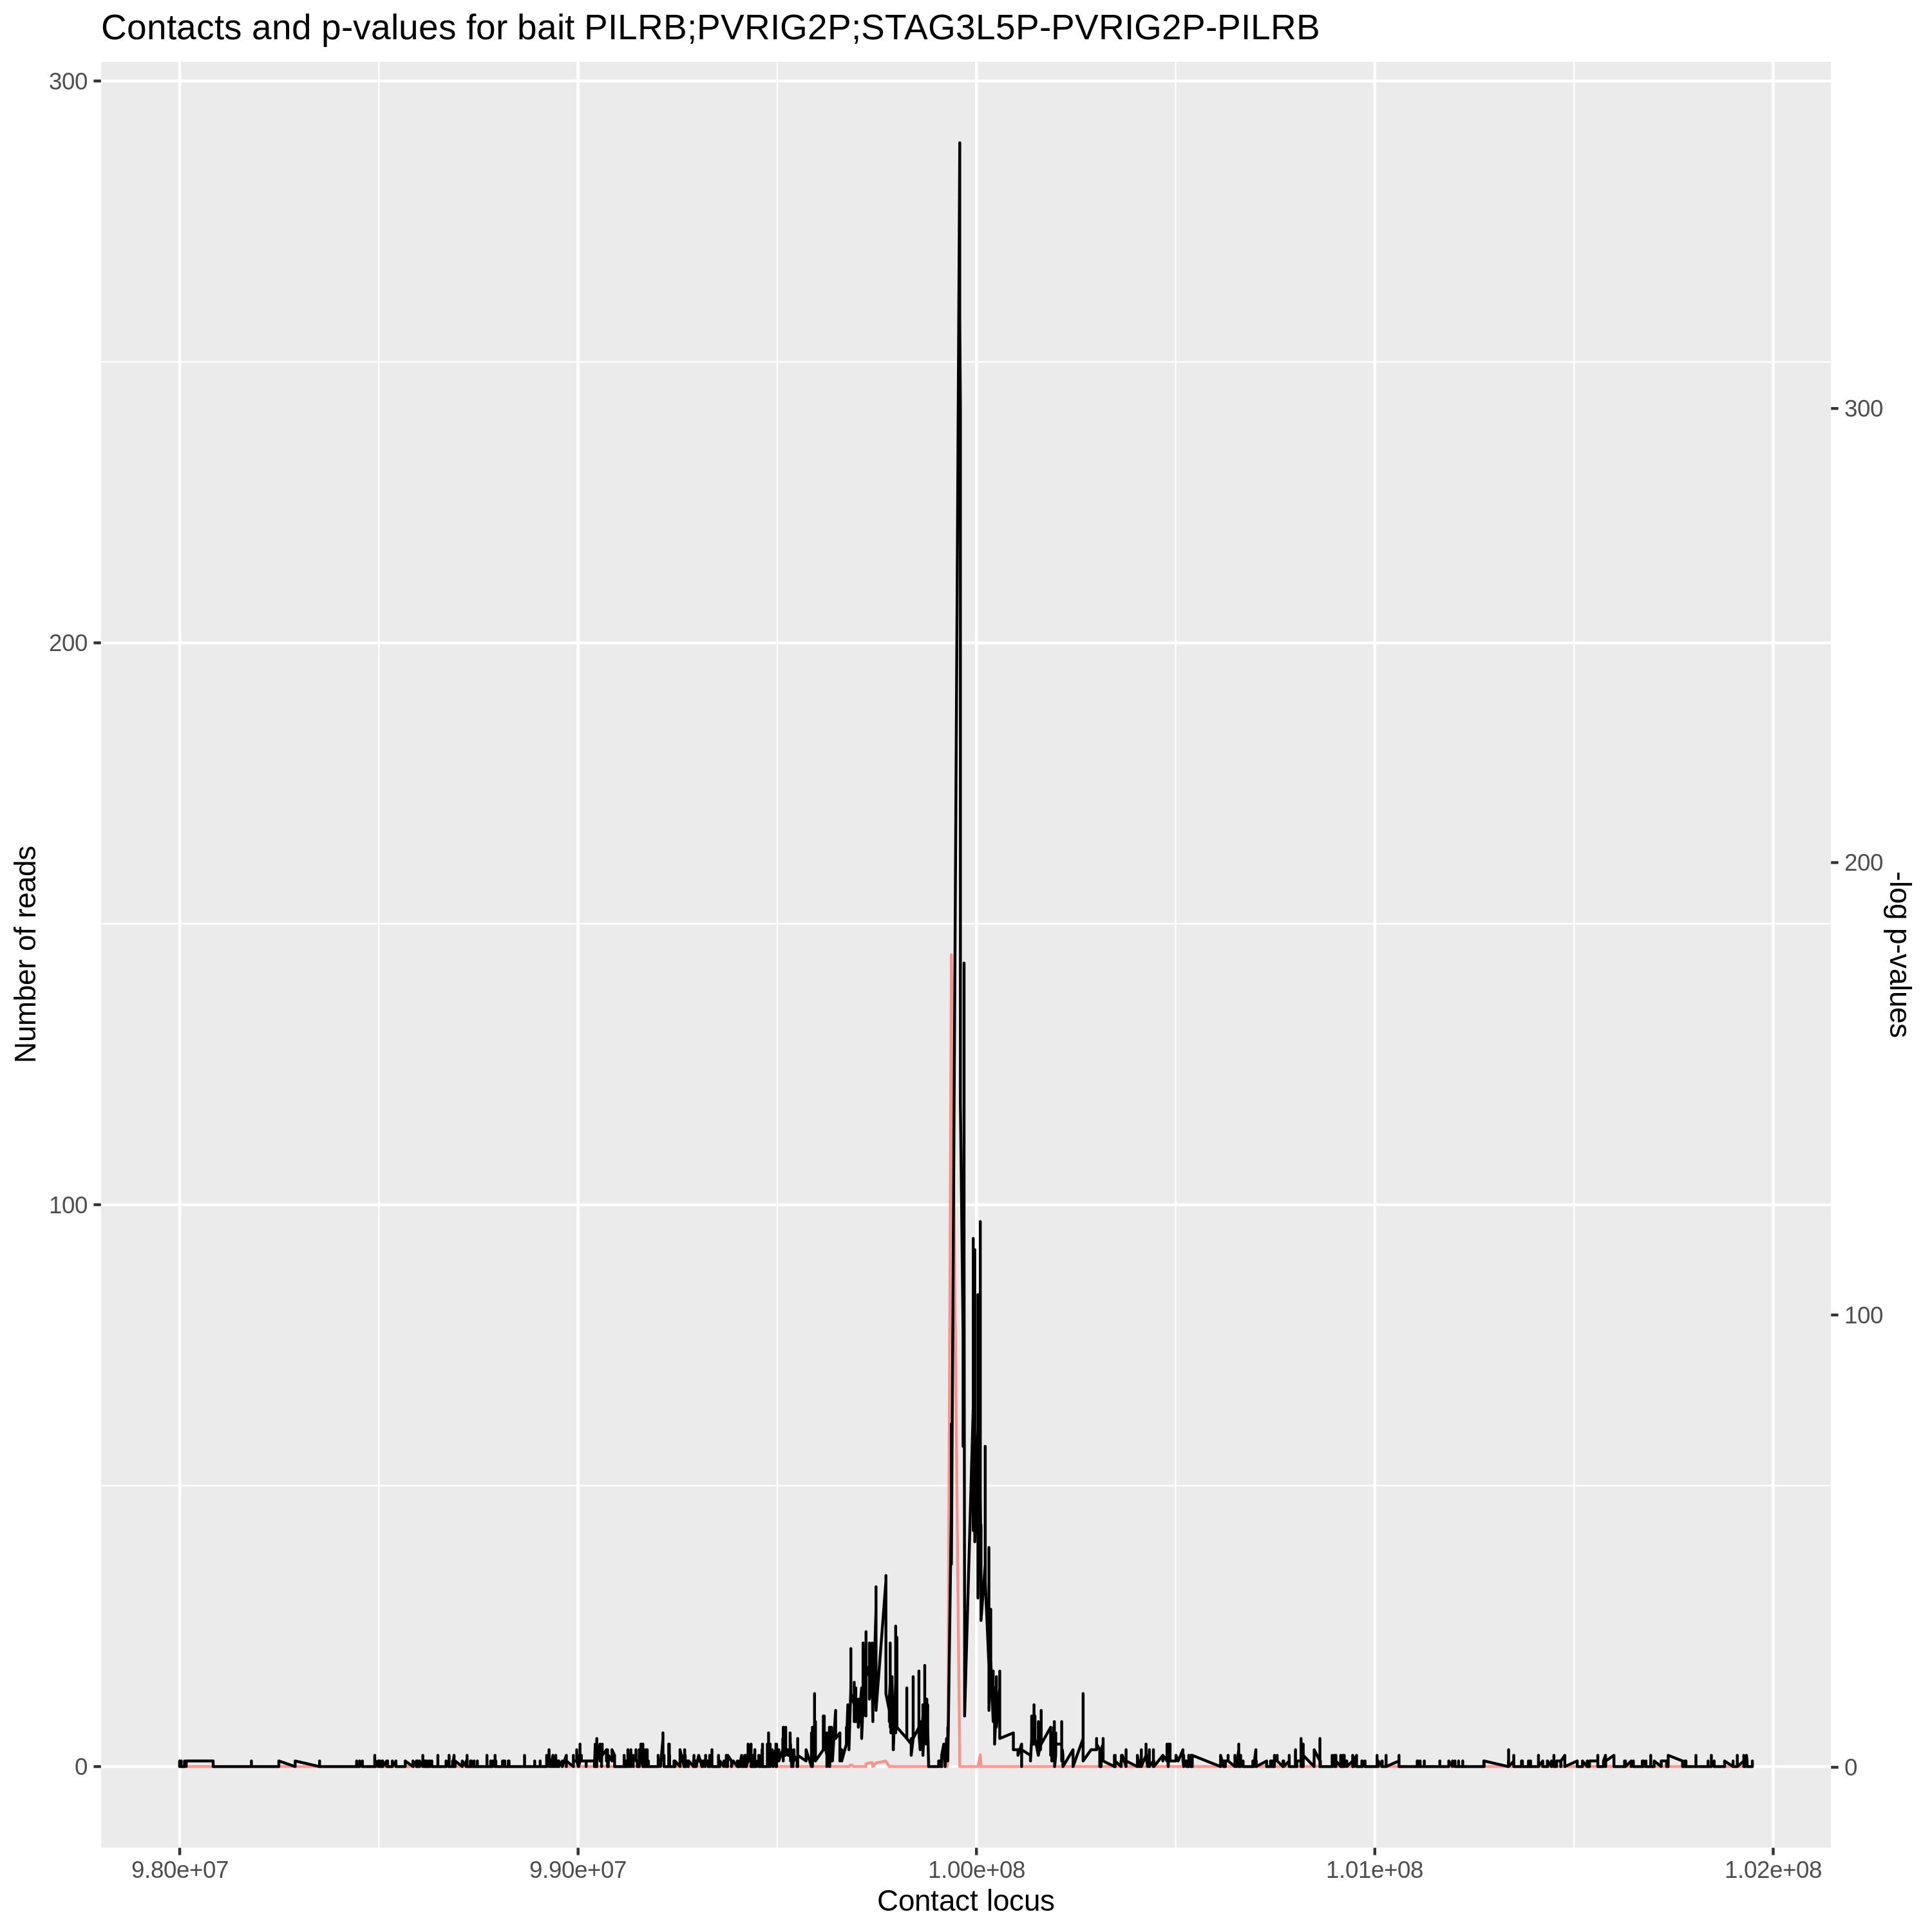 Contacts and p-values for bait PILRB;PVRIG2P;STAG3L5P-PVRIG2P-PILRB
300
200
100
0
Number of reads
300
200
100
0
-log p-values
9.80e+07
9.90e+07
1.00e+08
1.01e+08
1.02e+08
Contact locus